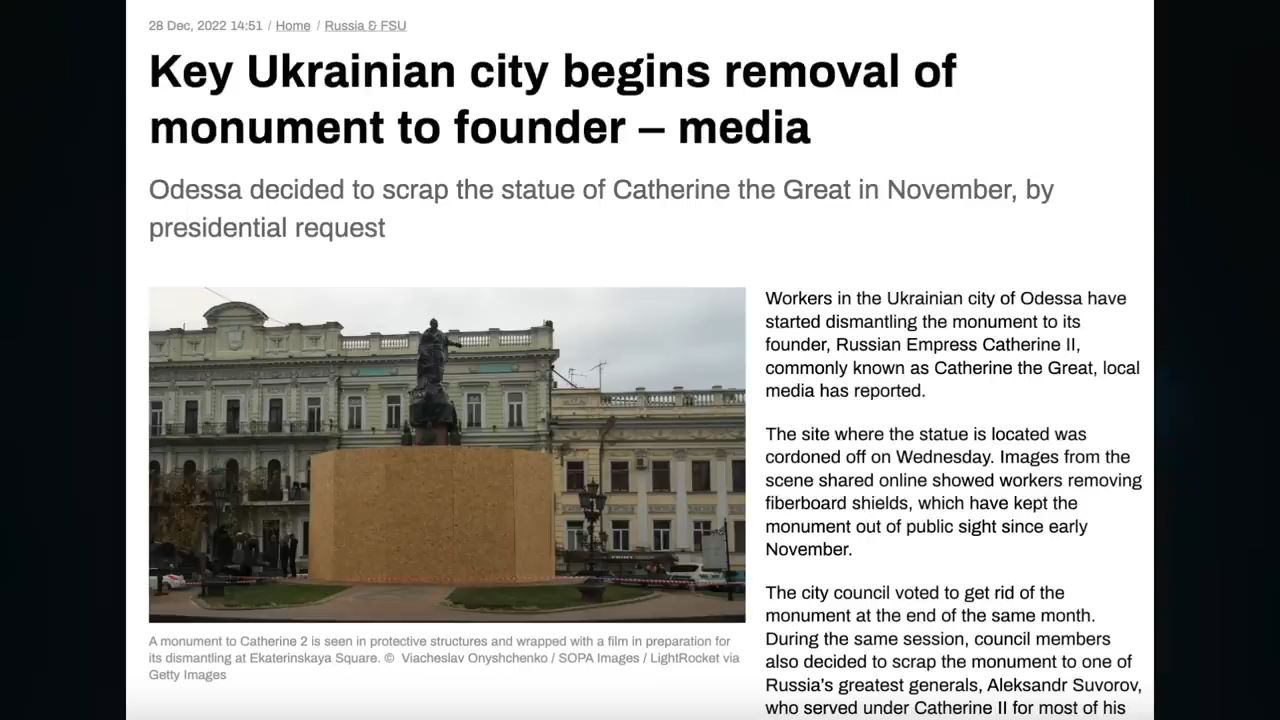 28 Dec, 2022 14:51 / Home / Russia & FSU
Key Ukrainian city begins removal of
monument to founder – media
Odessa decided to scrap the statue of Catherine the Great in November, by
presidential request
A monument to Catherine 2 is seen in protective structures and wrapped with a film in preparation for
its dismantling at Ekaterinskaya Square. © Viacheslav Onyshchenko / SOPA Images / LightRocket via
Getty Images
Workers in the Ukrainian city of Odessa have
started dismantling the monument to its
founder, Russian Empress Catherine II,
commonly known as Catherine the Great, local
media has reported.
The site where the statue is located was
cordoned off on Wednesday. Images from the
scene shared online showed workers removing
fiberboard shields, which have kept the
monument out of public sight since early
November.
The city council voted to get rid of the
monument at the end of the same month.
During the same session, council members
also decided to scrap the monument to one of
Russia's greatest generals, Aleksandr Suvorov,
who served under Catherine II for most of his